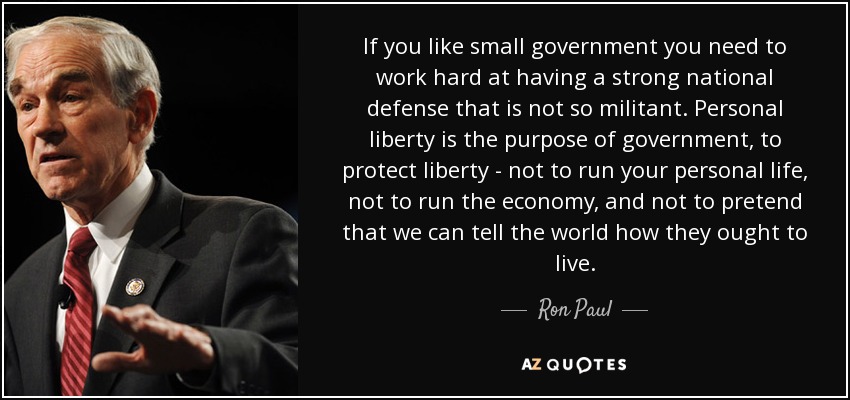 If you like small government you need to
work hard at having a strong national
defense that is not so militant. Personal
liberty is the purpose of government, to
protect liberty - not to run your personal life,
not to run the economy, and not to pretend
that we can tell the world how they ought to
live.
Ron Paul
AZ QUOTES